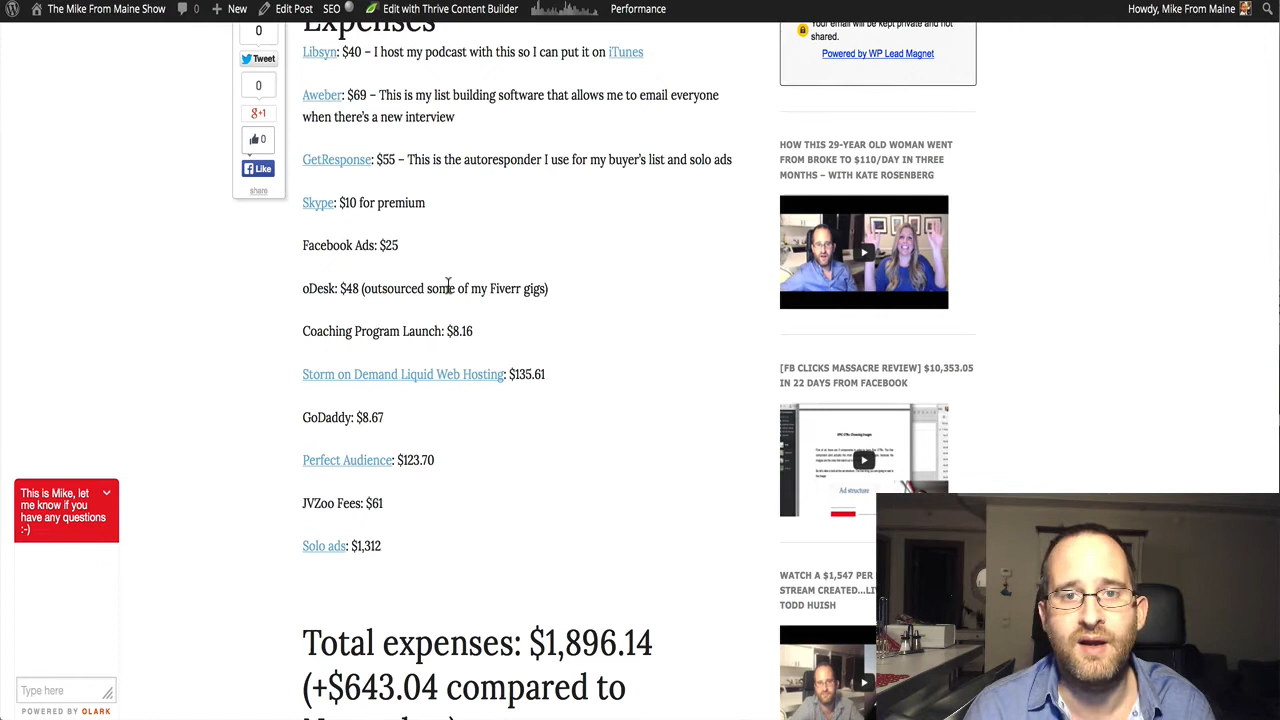 The Mike From Maine Show
0
New
Edit Post
SEO
Edit with Thrive Content Builder
Performance
Howdy, Mike From Maine
Expenses
Libsyn: $40 – I host my podcast with this so I can put it on iTunes
Aweber: $69 – This is my list building software that allows me to email everyone
when there's a new interview
GetResponse: $55 – This is the autoresponder I use for my buyer's list and solo ads
Skype: $10 for premium
Facebook Ads: $25
oDesk: $48 (outsourced some of my Fiverr gigs)
Coaching Program Launch: $8.16
Storm on Demand Liquid Web Hosting: $135.61
GoDaddy: $8.67
Perfect Audience: $123.70
JVZoo Fees: $61
Solo ads: $1,312
Total expenses: $1,896.14
(+$643.04 compared to
0
Tweet
0
g+1
0
Like
share
This is Mike, let
me know if you
have any questions
:-)
Type here
POWERED BY OLARK
Your email will be kept private and not
shared.
Powered by WP Lead Magnet
HOW THIS 29-YEAR OLD WOMAN WENT
FROM BROKE TO $110/DAY IN THREE
MONTHS – WITH KATE ROSENBERG
[FB CLICKS MASSACRE REVIEW] $10,353.05
IN 22 DAYS FROM FACEBOOK
Ad structure
WATCH A $1,547 PER
STREAM CREATED...LI
TODD HUISH